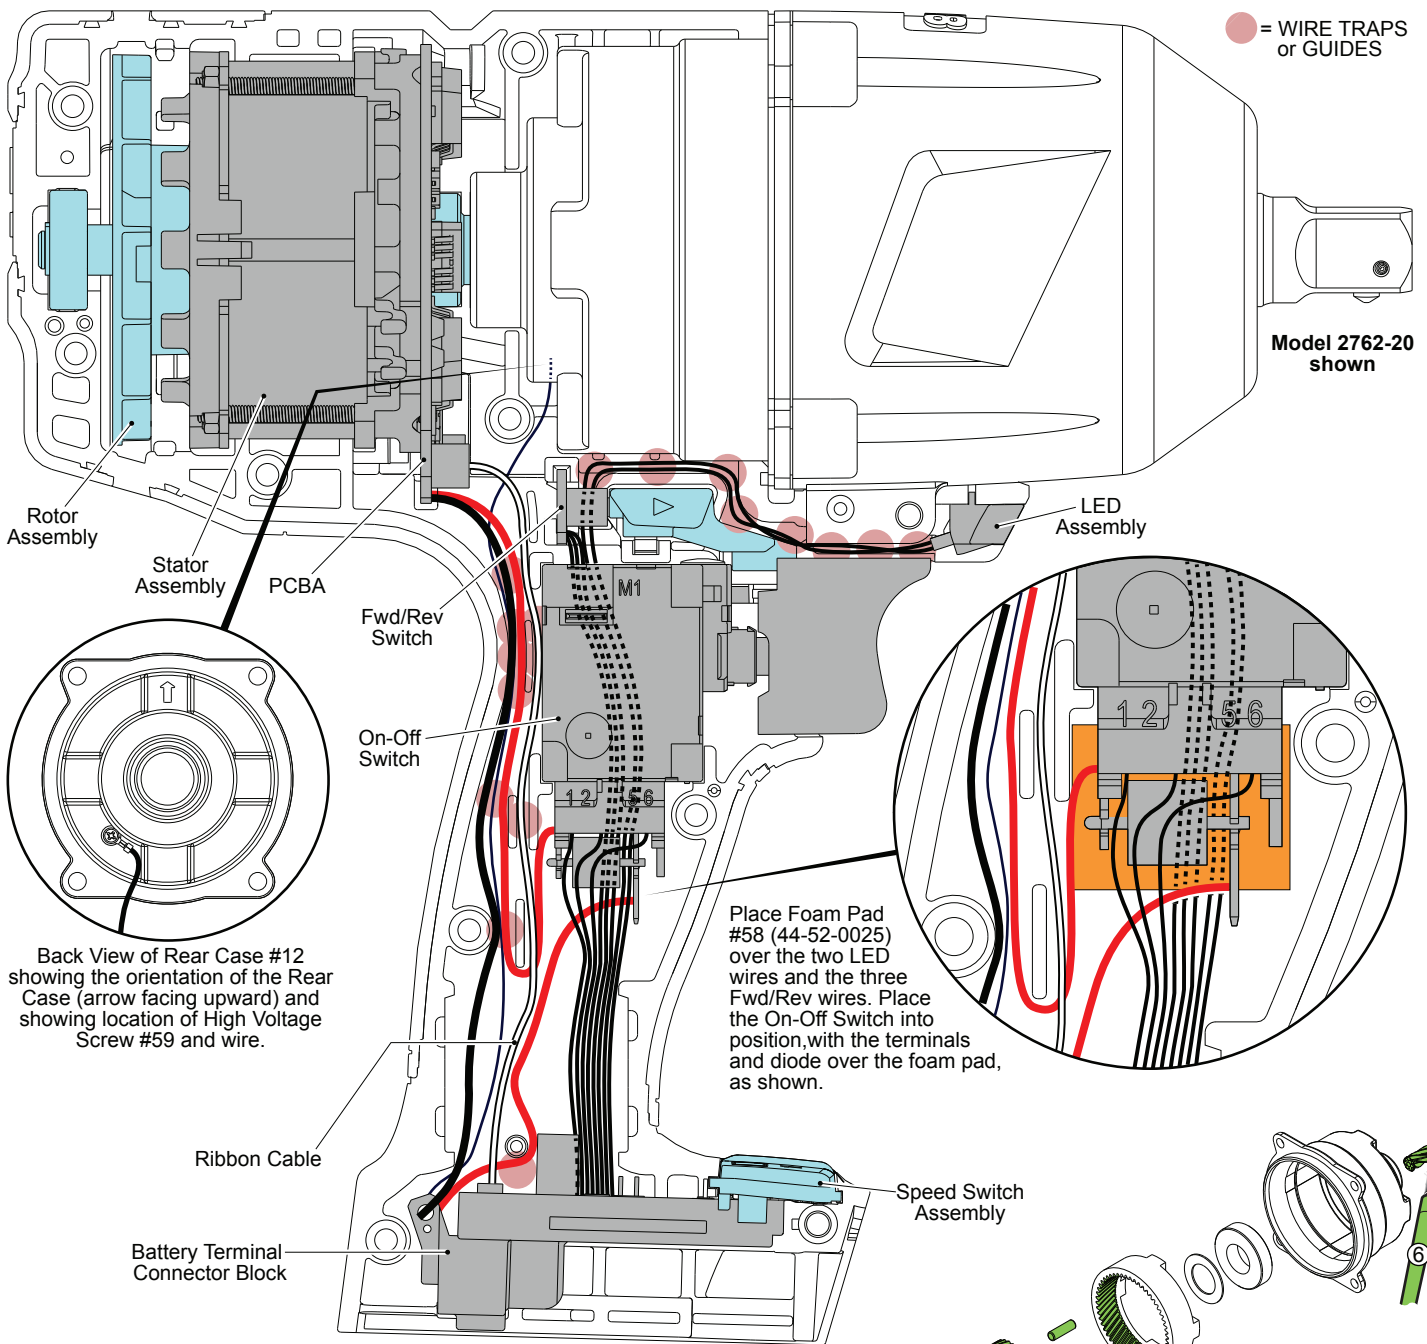 = WIRE TRAPS
or GUIDES
Model 2762-20
shown
Rotor
Assembly
Stator
Assembly
PCBA
Fwd/Rev
Switch
LED
Assembly
M1
On-Off
Switch
1 2 5 6
1 2 5 6
Back View of Rear Case #12
showing the orientation of the Rear
Case (arrow facing upward) and
showing location of High Voltage
Screw #59 and wire.
Place Foam Pad
#58 (44-52-0025)
over the two LED
wires and the three
Fwd/Rev wires. Place
the On-Off Switch into
position,with the terminals
and diode over the foam pad,
as shown.
Ribbon Cable
Speed Switch
Assembly
Battery Terminal
Connector Block
6